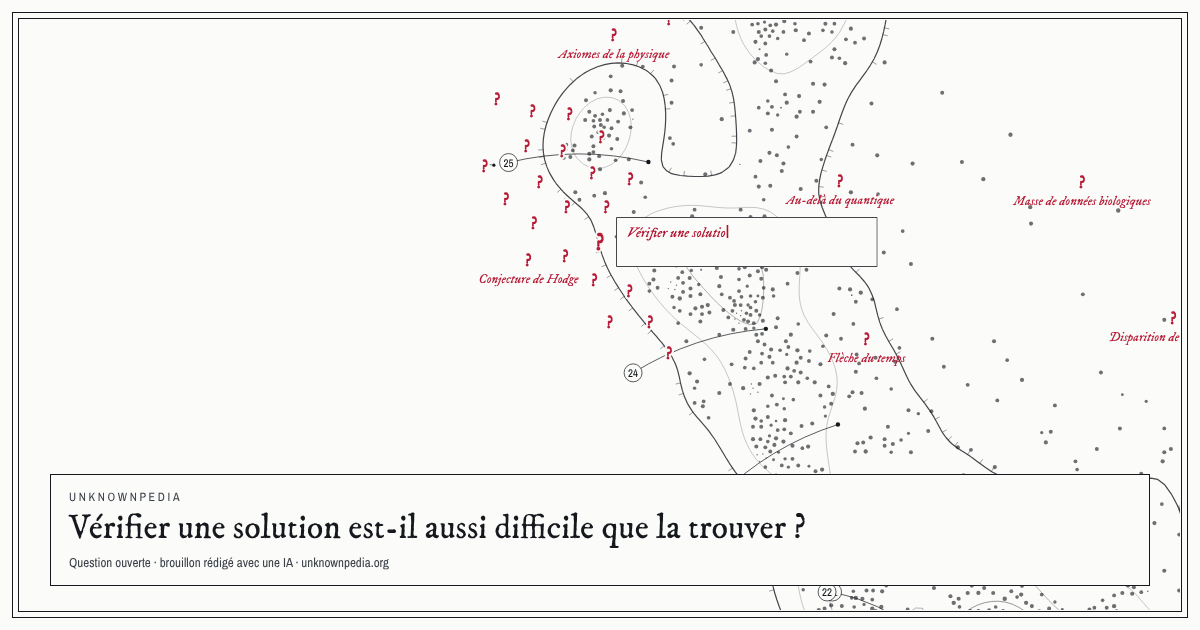 Axiomes de la physique
25
Au-delà du quantique
Masse de données biologiques
Vérifier une solutio
Conjecture de Hodge
Disparition de
Flèche du temps
24
UNKNOWNPEDIA
Vérifier une solution est-il aussi difficile que la trouver ?
Question ouverte · brouillon rédigé avec une IA · unknownpedia.org
22